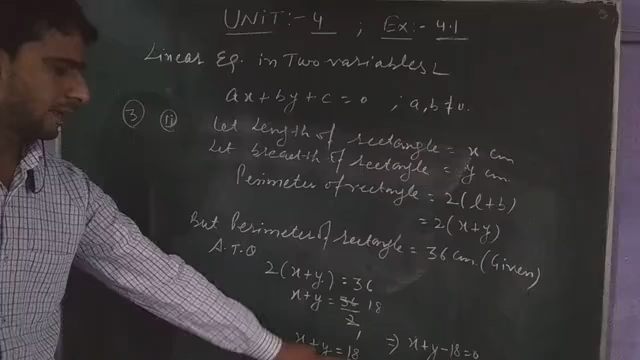 UNIT:- 4 ; Ex:- 4.1
Linear Eq. in Two variables
ax+by+c=0 ; a,b≠0.
③ ⓘⓘ Let Length of rectangle = x cm
Let breadth of rectangle = y cm.
Perimeter of rectangle = 2(l+b)
= 2(x+y)
But Perimeter of rectangle = 36cm.(Given)
A.T.Q
2(x+y)=36
x+y = 36/2 18
1
x+y=18 ⇒ x+y-18=0